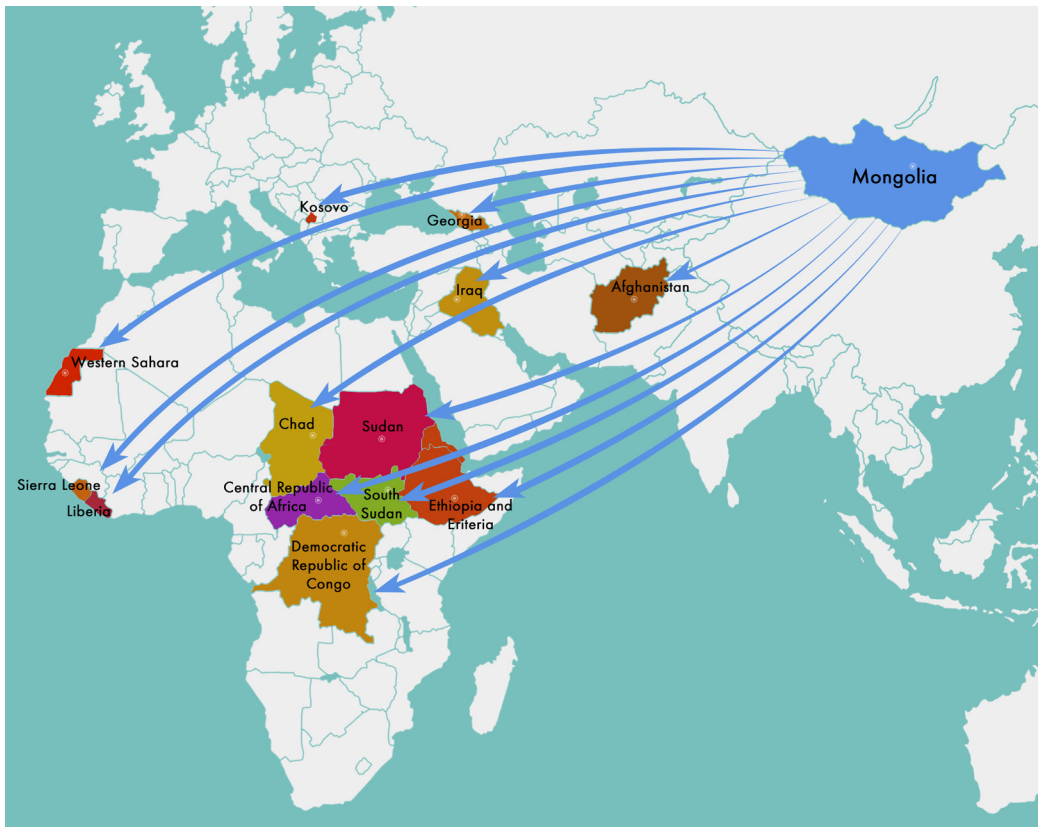 Mongolia
Kosovo
Georgia
Iraq
Afghanistan
Western Sahara
Chad
Sudan
Sierra Leone
Liberia
Central Republic
of Africa
South
Sudan
Ethiopia and
Eriteria
Democratic
Republic of
Congo